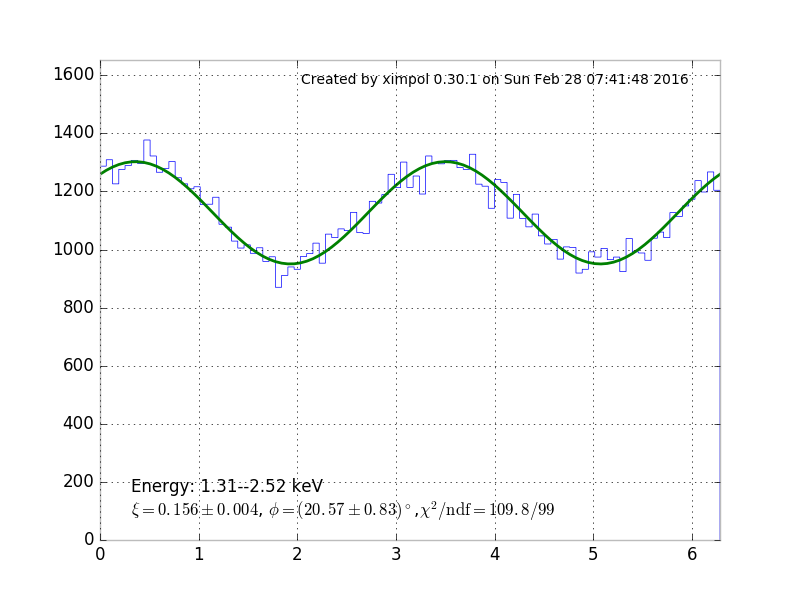 1600
1400
1200
1000
800
600
400
200
0
Created by ximpol 0.30.1 on Sun Feb 28 07:41:48 2016
Energy: 1.31--2.52 keV
ξ = 0.156 ± 0.004, ϕ = (20.57 ± 0.83)°, χ²/ndf = 109.8/99
0 1 2 3 4 5 6